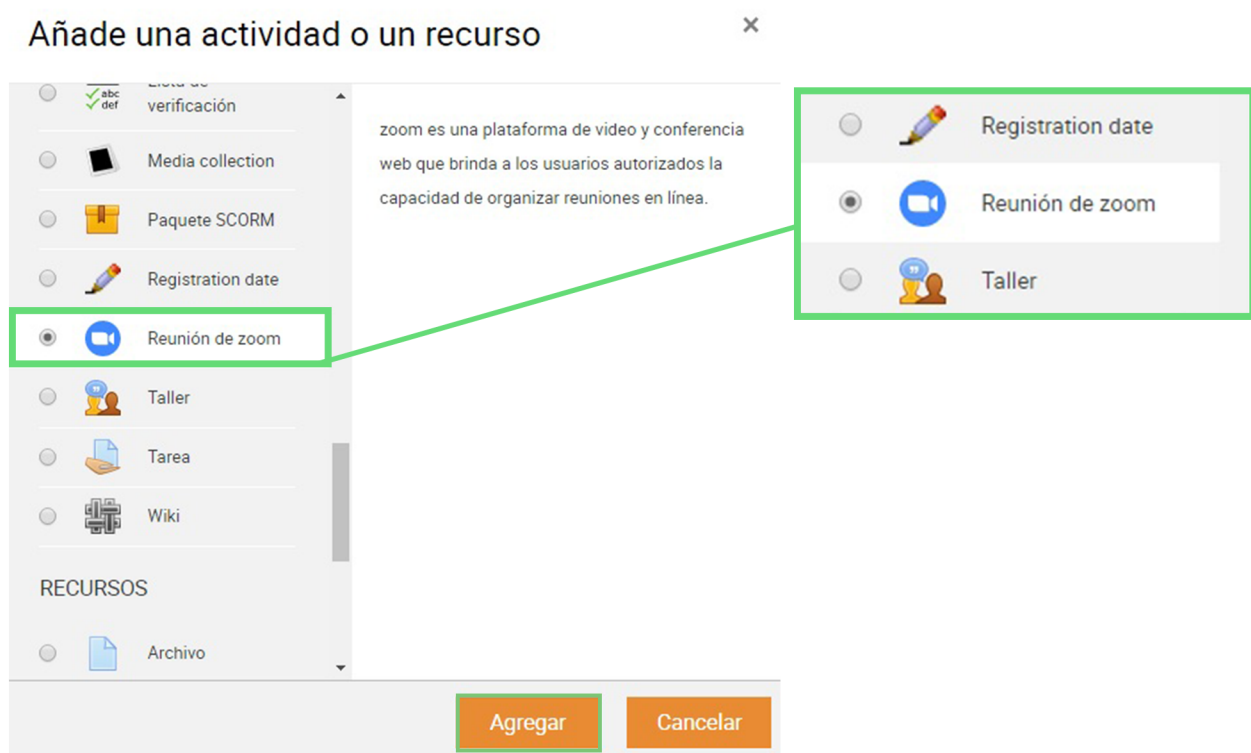 Añade una actividad o un recurso
×
abc
def
verificación
Media collection
Paquete SCORM
Registration date
Reunión de zoom
Taller
Tarea
Wiki
RECURSOS
Archivo
zoom es una plataforma de video y conferencia
web que brinda a los usuarios autorizados la
capacidad de organizar reuniones en línea.
Agregar
Cancelar
Registration date
Reunión de zoom
Taller